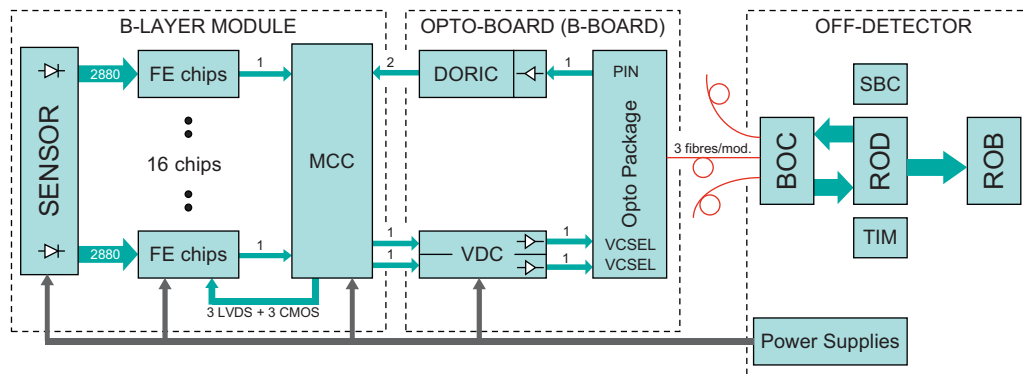 B-LAYER MODULE
OPTO-BOARD (B-BOARD)
OFF-DETECTOR
SENSOR
2880
FE chips
1
16 chips
2880
FE chips
1
MCC
3 LVDS + 3 CMOS
2
DORIC
1
PIN
Opto Package
1
1
VDC
1
1
VCSEL
VCSEL
3 fibres/mod.
BOC
SBC
ROD
TIM
ROB
Power Supplies